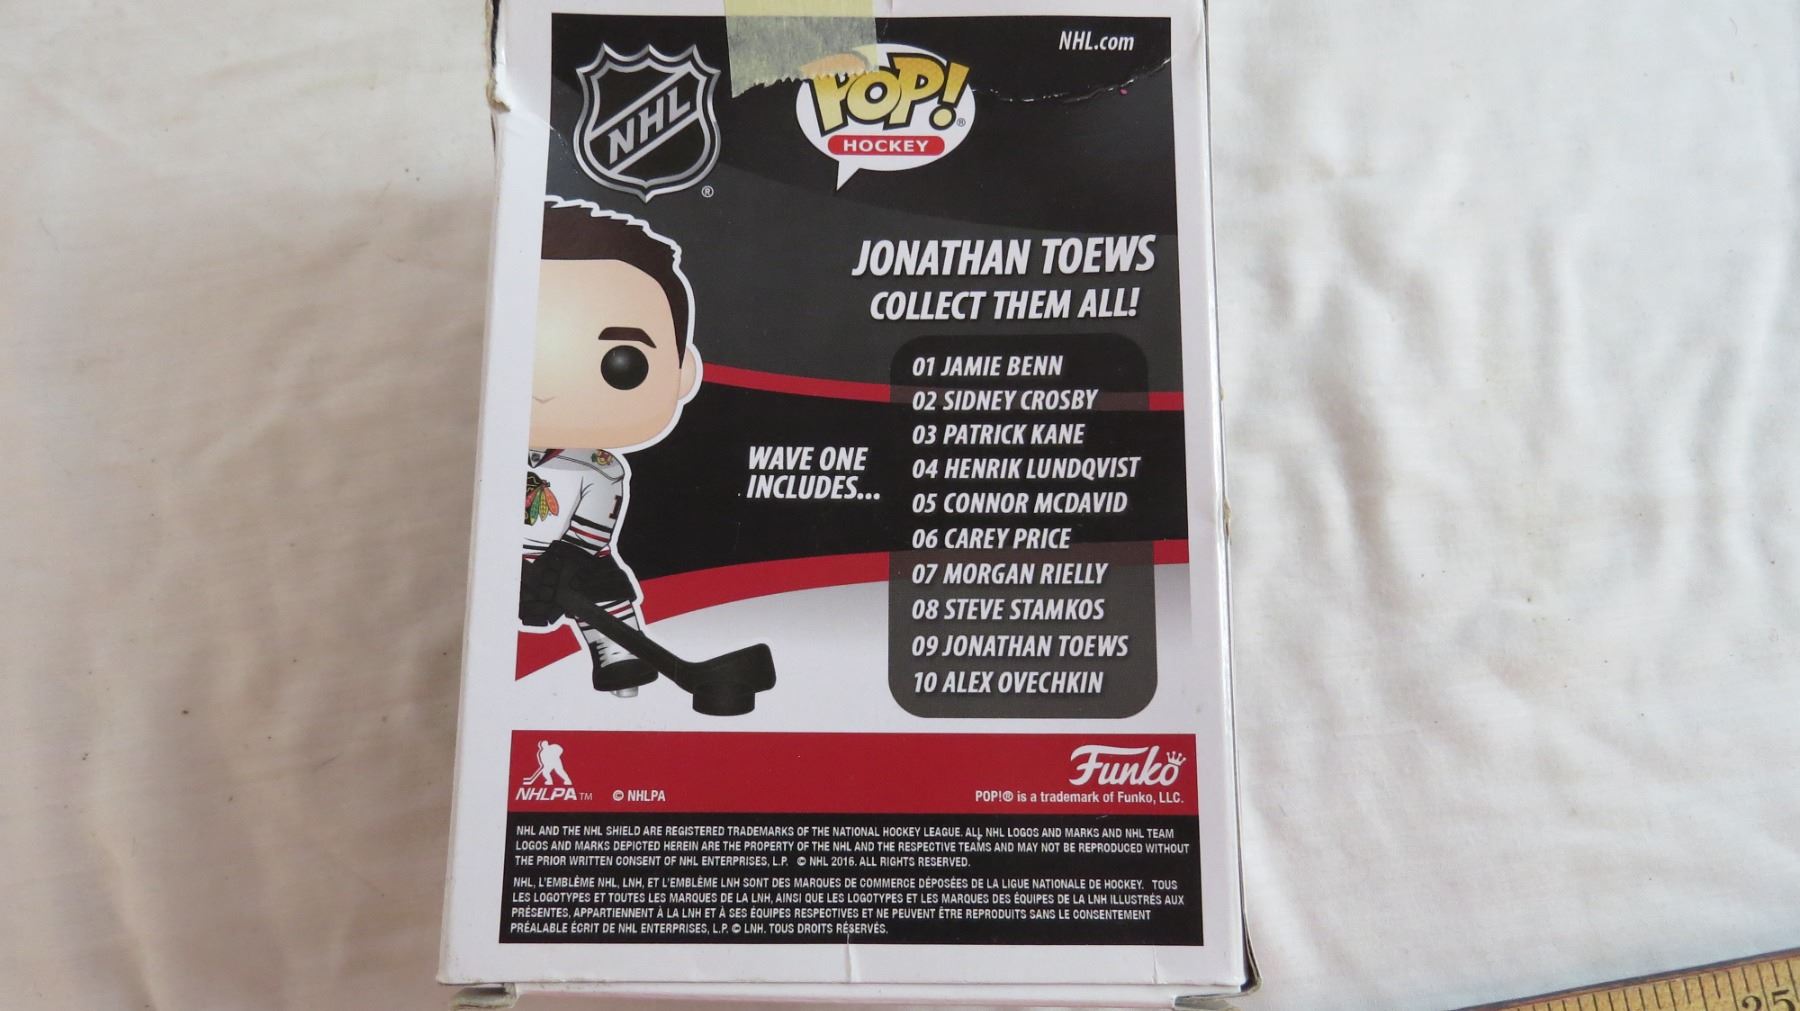 NHL.com
NHL
®
POP!
®
HOCKEY
JONATHAN TOEWS
COLLECT THEM ALL!
WAVE ONE
INCLUDES...
01 JAMIE BENN
02 SIDNEY CROSBY
03 PATRICK KANE
04 HENRIK LUNDQVIST
05 CONNOR MCDAVID
06 CAREY PRICE
07 MORGAN RIELLY
08 STEVE STAMKOS
09 JONATHAN TOEWS
10 ALEX OVECHKIN
1
NHLPA TM © NHLPA
Funko
POP!® is a trademark of Funko, LLC.
NHL AND THE NHL SHIELD ARE REGISTERED TRADEMARKS OF THE NATIONAL HOCKEY LEAGUE. ALL NHL LOGOS AND MARKS AND NHL TEAM
LOGOS AND MARKS DEPICTED HEREIN ARE THE PROPERTY OF THE NHL AND THE RESPECTIVE TEAMS AND MAY NOT BE REPRODUCED WITHOUT
THE PRIOR WRITTEN CONSENT OF NHL ENTERPRISES, L.P. © NHL 2016. ALL RIGHTS RESERVED.
NHL, L'EMBLÈME NHL, LNH, ET L'EMBLÈME LNH SONT DES MARQUES DE COMMERCE DÉPOSÉES DE LA LIGUE NATIONALE DE HOCKEY. TOUS
LES LOGOTYPES ET TOUTES LES MARQUES DE LA LNH, AINSI QUE LES LOGOTYPES ET LES MARQUES DES ÉQUIPES DE LA LNH ILLUSTRÉS AUX
PRÉSENTES, APPARTIENNENT À LA LNH ET À SES ÉQUIPES RESPECTIVES ET NE PEUVENT ÊTRE REPRODUITS SANS LE CONSENTEMENT
PRÉALABLE ÉCRIT DE NHL ENTERPRISES, L.P. © LNH. TOUS DROITS RÉSERVÉS.
25